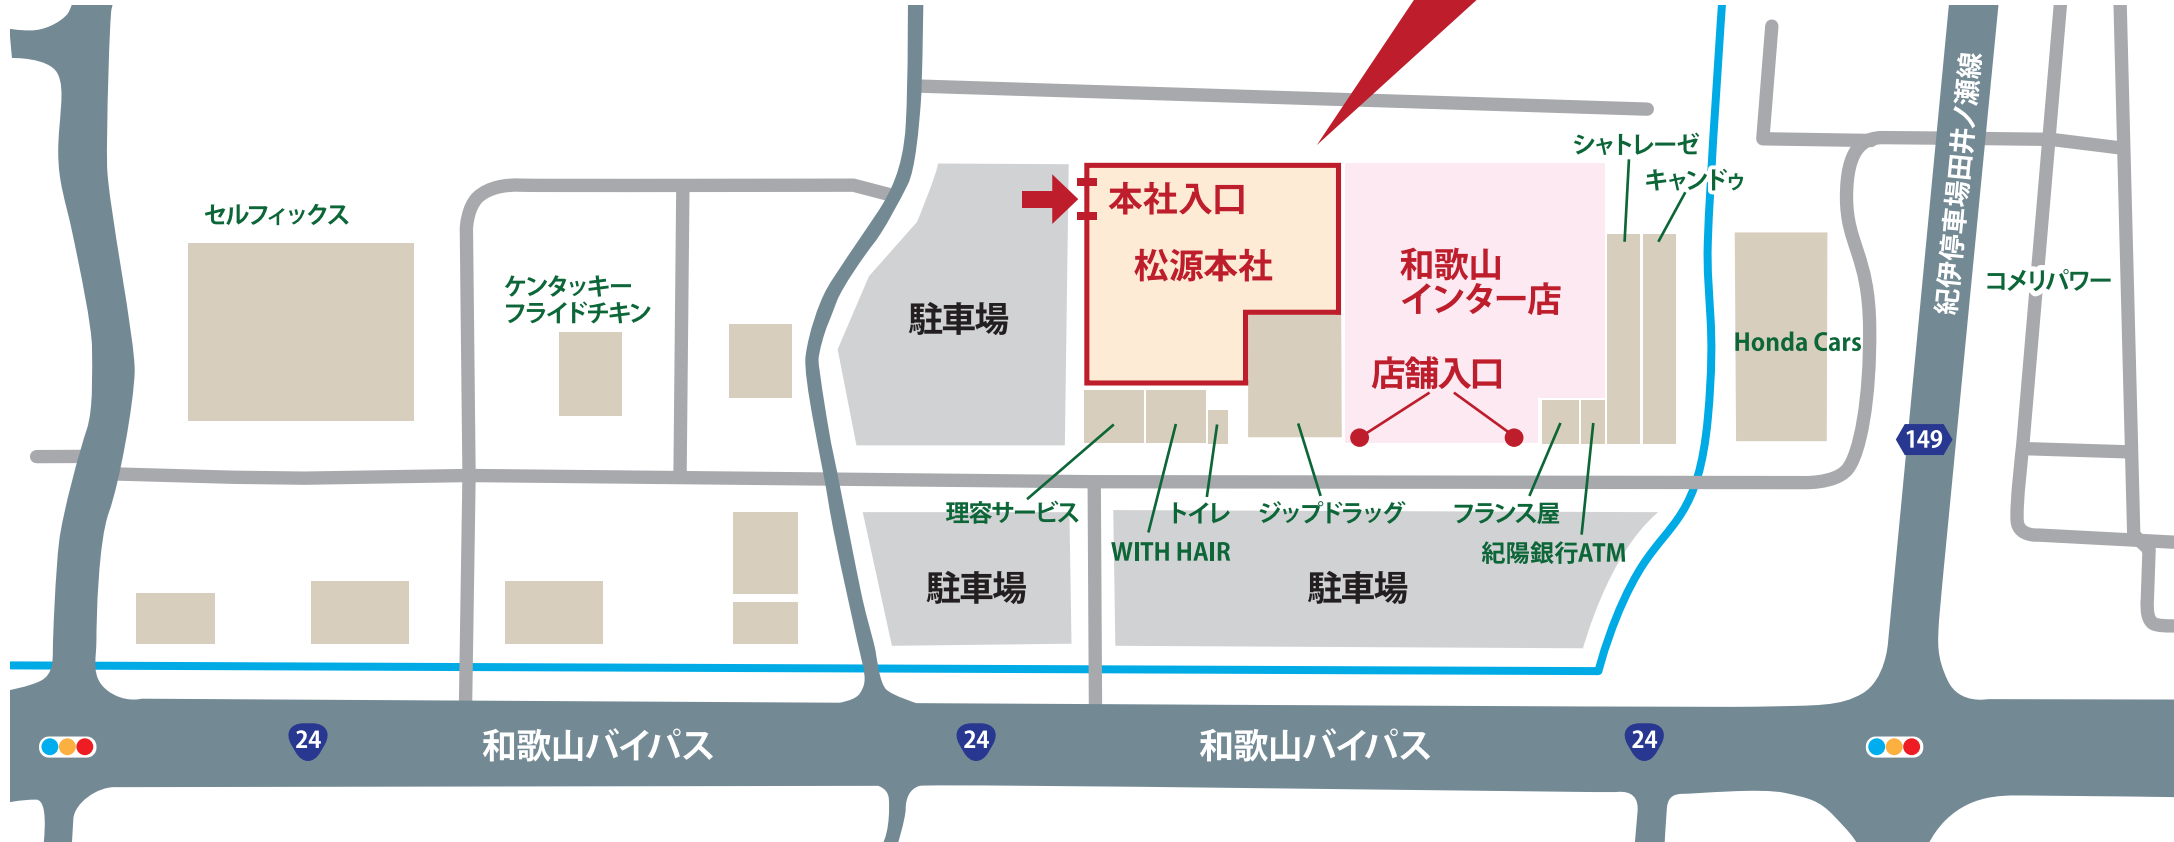 シャトレーゼ
キャンドゥ
本社入口
松源本社
セルフィックス
和歌山
インター店
ケンタッキー
フライドチキン
駐車場
店舗入口
Honda Cars
コメリパワー
紀伊停車場田井ノ瀬線
149
理容サービス
トイレ
ジップドラッグ
フランス屋
WITH HAIR
紀陽銀行ATM
駐車場
駐車場
24
和歌山バイパス
24
和歌山バイパス
24